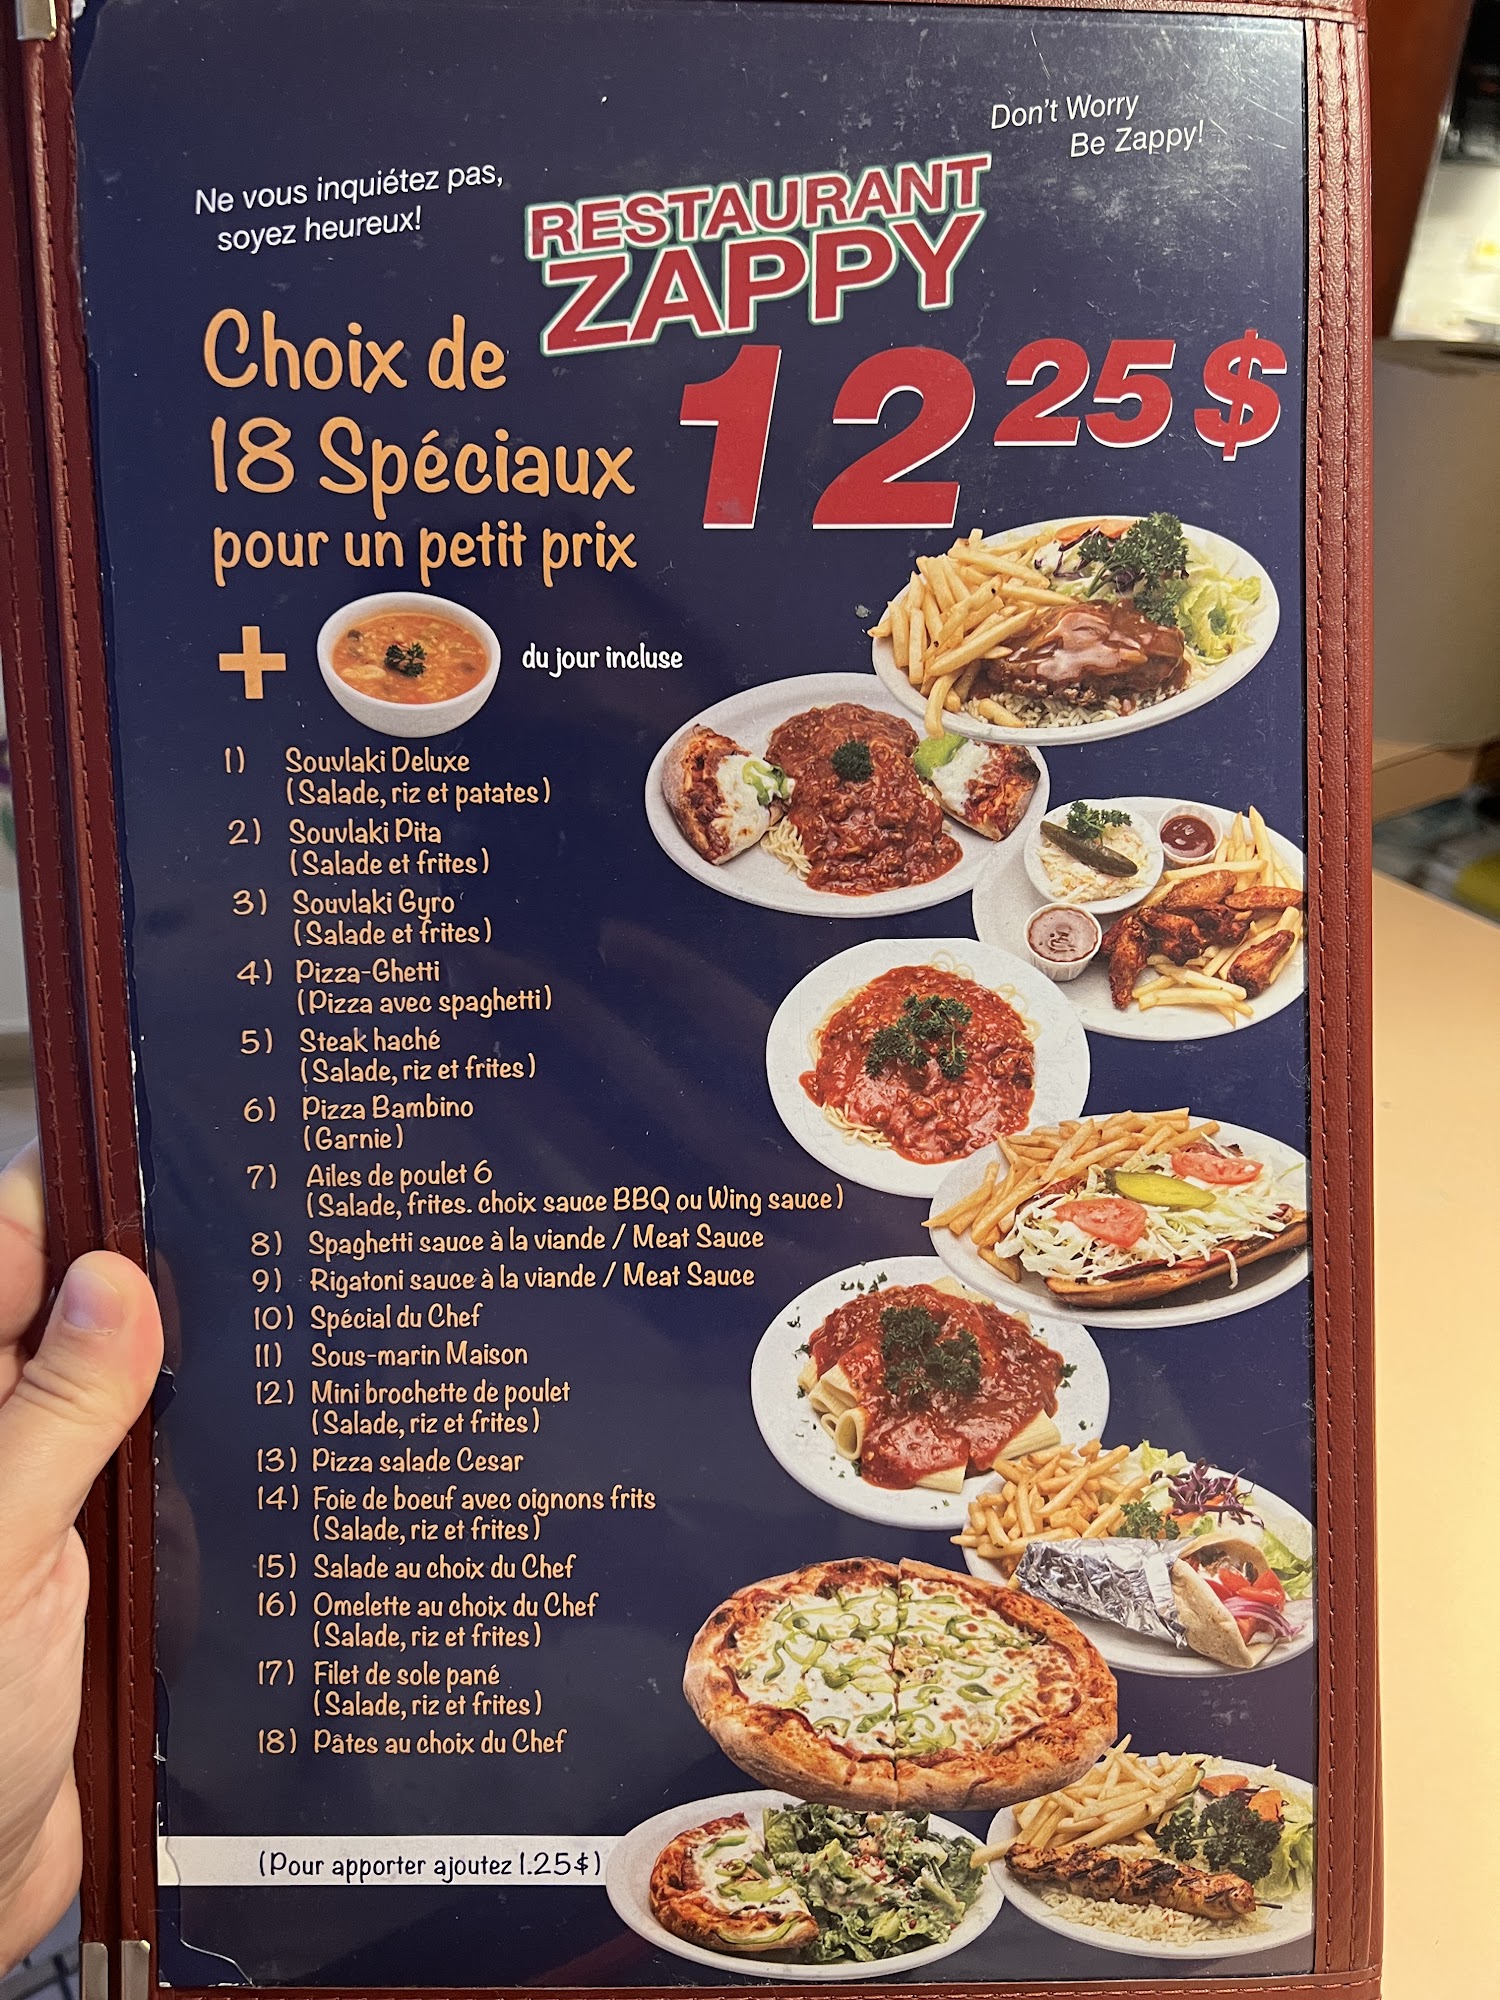 Don't Worry
Be Zappy!
Ne vous inquiétez pas,
soyez heureux!
RESTAURANT
ZAPPY
Choix de
18 Spéciaux
pour un petit prix
12 25 $
+ du jour incluse
1) Souvlaki Deluxe
(Salade, riz et patates)
2) Souvlaki Pita
(Salade et frites)
3) Souvlaki Gyro
(Salade et frites)
4) Pizza-Ghetti
(Pizza avec spaghetti)
5) Steak haché
(Salade, riz et frites)
6) Pizza Bambino
(Garnie)
7) Ailes de poulet 6
(Salade, frites. choix sauce BBQ ou Wing sauce)
8) Spaghetti sauce à la viande / Meat Sauce
9) Rigatoni sauce à la viande / Meat Sauce
10) Spécial du Chef
11) Sous-marin Maison
12) Mini brochette de poulet
(Salade, riz et frites)
13) Pizza salade Cesar
14) Foie de boeuf avec oignons frits
(Salade, riz et frites)
15) Salade au choix du Chef
16) Omelette au choix du Chef
(Salade, riz et frites)
17) Filet de sole pané
(Salade, riz et frites)
18) Pâtes au choix du Chef
(Pour apporter ajoutez 1.25$)